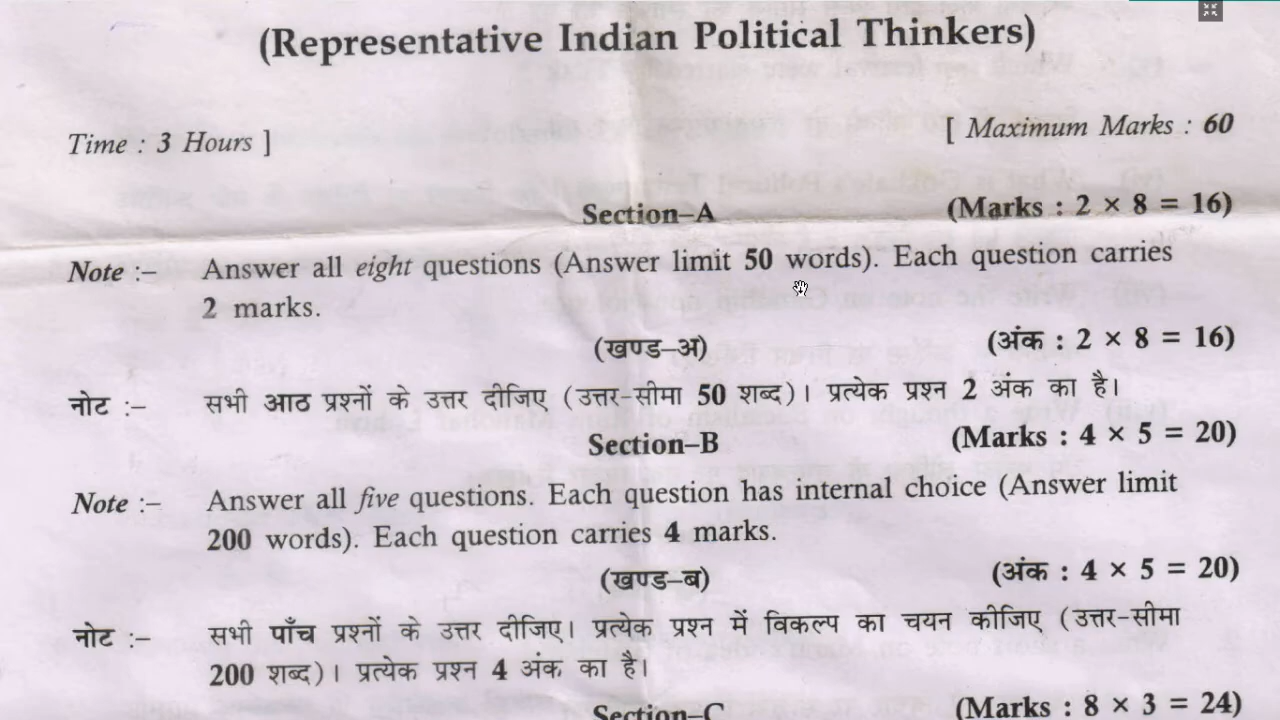 (Representative Indian Political Thinkers)
Time : 3 Hours ]
[ Maximum Marks : 60
Section–A
(Marks : 2 × 8 = 16)
Note :– Answer all eight questions (Answer limit 50 words). Each question carries
2 marks.
(खण्ड–अ)
(अंक : 2 × 8 = 16)
नोट :– सभी आठ प्रश्नों के उत्तर दीजिए (उत्तर-सीमा 50 शब्द)। प्रत्येक प्रश्न 2 अंक का है।
Section–B
(Marks : 4 × 5 = 20)
Note :– Answer all five questions. Each question has internal choice (Answer limit
200 words). Each question carries 4 marks.
(खण्ड–ब)
(अंक : 4 × 5 = 20)
नोट :– सभी पाँच प्रश्नों के उत्तर दीजिए। प्रत्येक प्रश्न में विकल्प का चयन कीजिए (उत्तर-सीमा
200 शब्द)। प्रत्येक प्रश्न 4 अंक का है।
Section–C
(Marks : 8 × 3 = 24)